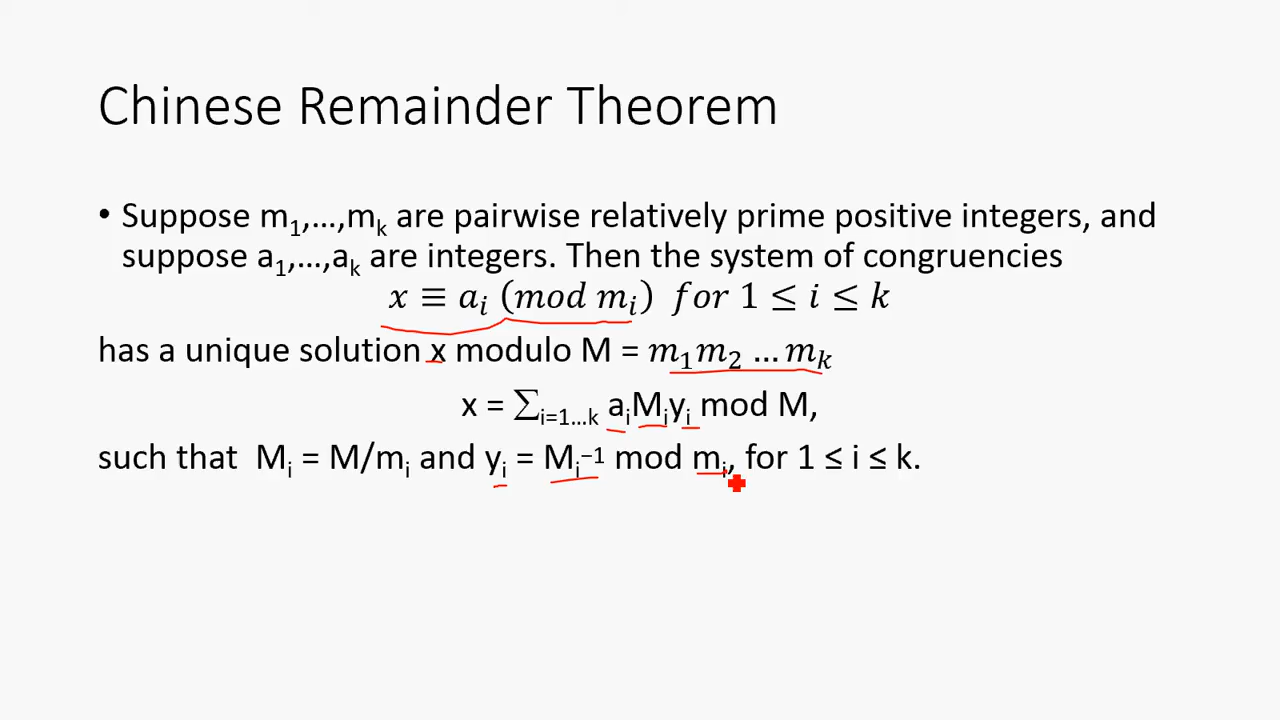 Chinese Remainder Theorem
• Suppose m₁,…,mₖ are pairwise relatively prime positive integers, and
suppose a₁,…,aₖ are integers. Then the system of congruencies
𝑥 ≡ 𝑎ᵢ (𝑚𝑜𝑑 𝑚ᵢ) 𝑓𝑜𝑟 1 ≤ 𝑖 ≤ 𝑘
has a unique solution x modulo M = 𝑚₁𝑚₂ …𝑚ₖ
x = ∑ᵢ₌₁…ₖ aᵢMᵢyᵢ mod M,
such that Mᵢ = M/mᵢ and yᵢ = Mᵢ⁻¹ mod mᵢ, for 1 ≤ i ≤ k.